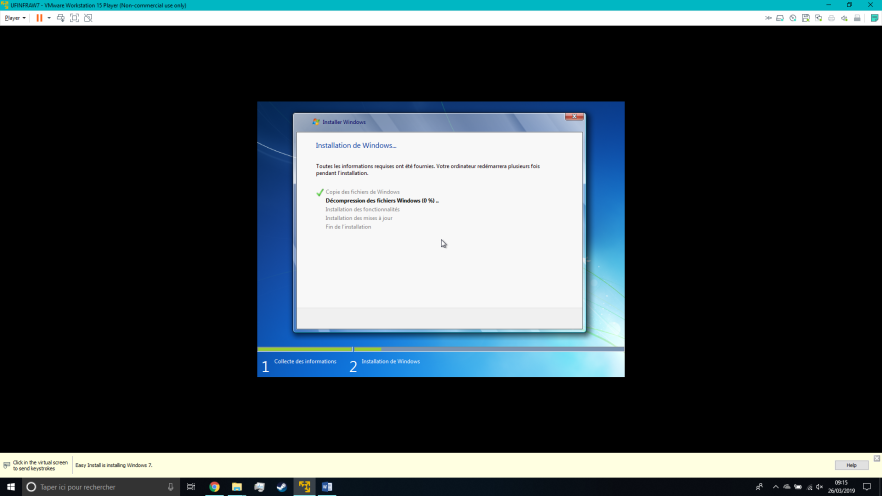 URINFRAW7 - VMware Workstation 15 Player (Non-commercial use only)
Player
Installer Windows
Installation de Windows...
Toutes les informations requises ont été fournies. Votre ordinateur redémarrera plusieurs fois
pendant l'installation.
Copie des fichiers de Windows
Décompression des fichiers Windows (0 %) ..
Installation des fonctionnalités
Installation des mises à jour
Fin de l'installation
1 Collecte des informations 2 Installation de Windows
Click in the virtual screen
to send keystrokes
Easy Install is installing Windows 7.
Help
Taper ici pour rechercher
09:15
26/03/2019